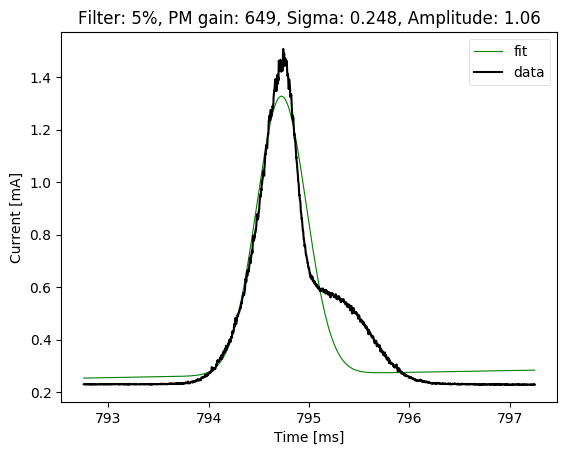 Filter: 5%, PM gain: 649, Sigma: 0.248, Amplitude: 1.06
fit
data
1.4
1.2
1.0
0.8
0.6
0.4
0.2
Current [mA]
793 794 795 796 797
Time [ms]